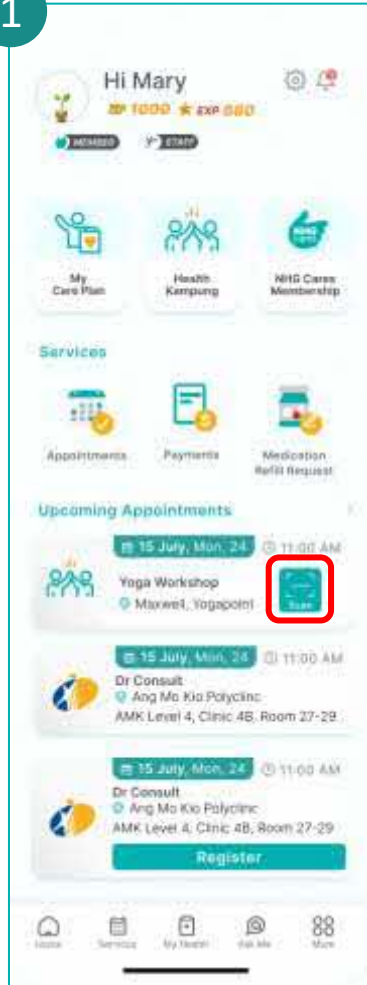 1
Hi Mary
1000 EXP 680
MEMBER STAFF
My Care Plan
Health Kampung
NHG Cares Membership
Services
Appointments
Payments
Medication Refill Request
Upcoming Appointments
15 July, Mon, 24 11:00 AM
Yoga Workshop
Maxwell, Yogapoint
Scan
15 July, Mon, 24 11:00 AM
Dr Consult
Ang Mo Kio Polyclinc
AMK Level 4, Clinic 4B, Room 27-29
15 July, Mon, 24 11:00 AM
Dr Consult
Ang Mo Kio Polyclinc
AMK Level 4, Clinic 4B, Room 27-29
Register
Home Services My Health Ask Me More